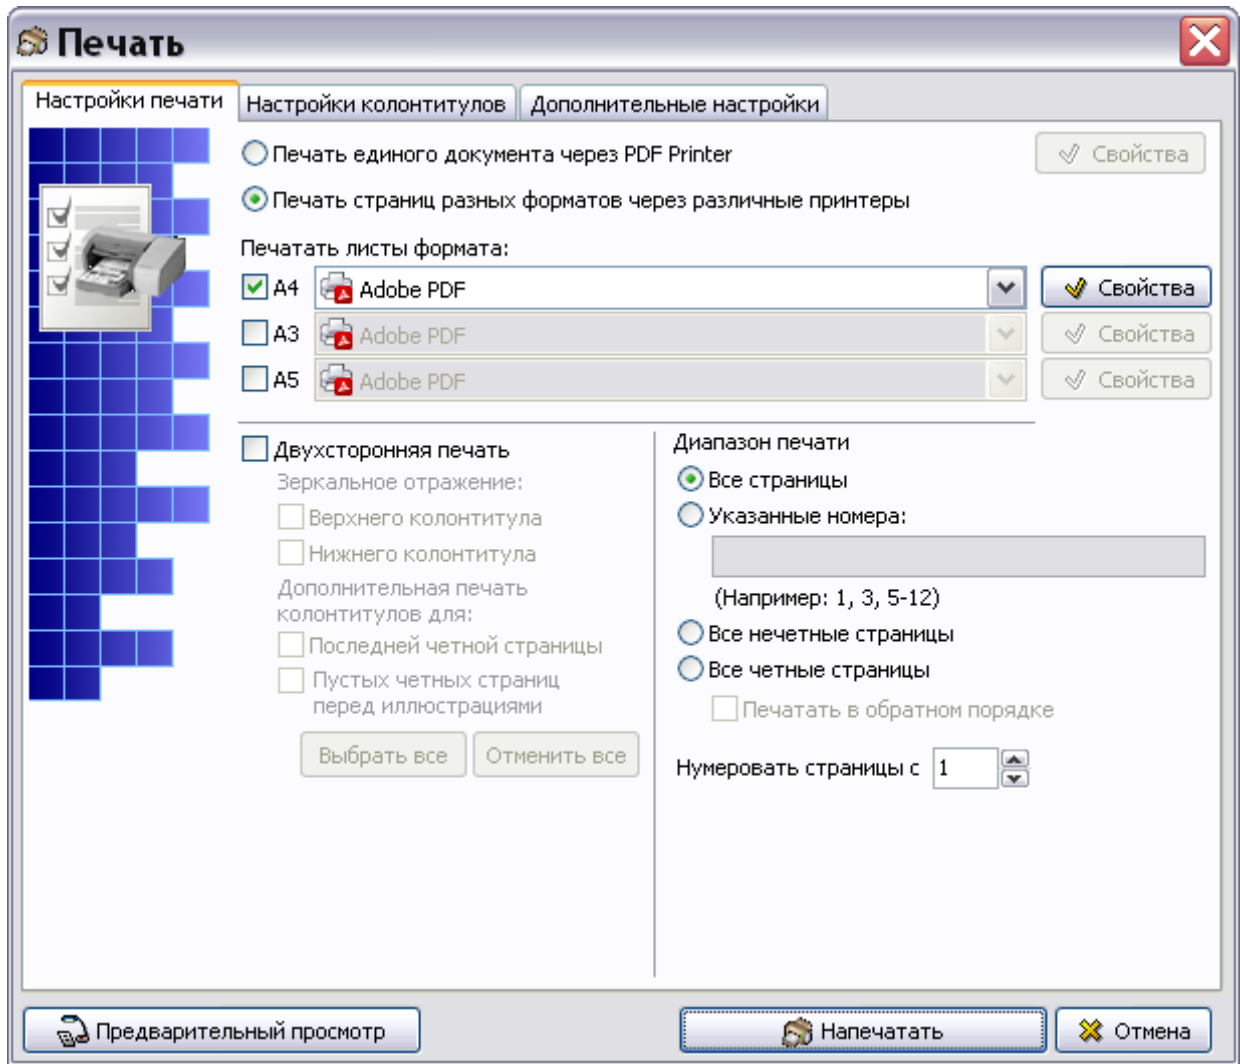 Печать
Настройки печати
Настройки колонтитулов
Дополнительные настройки
Печать единого документа через PDF Printer
Свойства
Печать страниц разных форматов через различные принтеры
Печатать листы формата:
A4 Adobe PDF Свойства
A3 Adobe PDF Свойства
A5 Adobe PDF Свойства
Двухсторонняя печать
Зеркальное отражение:
Верхнего колонтитула
Нижнего колонтитула
Дополнительная печать
колонтитулов для:
Последней четной страницы
Пустых четных страниц
перед иллюстрациями
Выбрать все
Отменить все
Диапазон печати
Все страницы
Указанные номера:
(Например: 1, 3, 5-12)
Все нечетные страницы
Все четные страницы
Печатать в обратном порядке
Нумеровать страницы с 1
Предварительный просмотр
Напечатать
Отмена